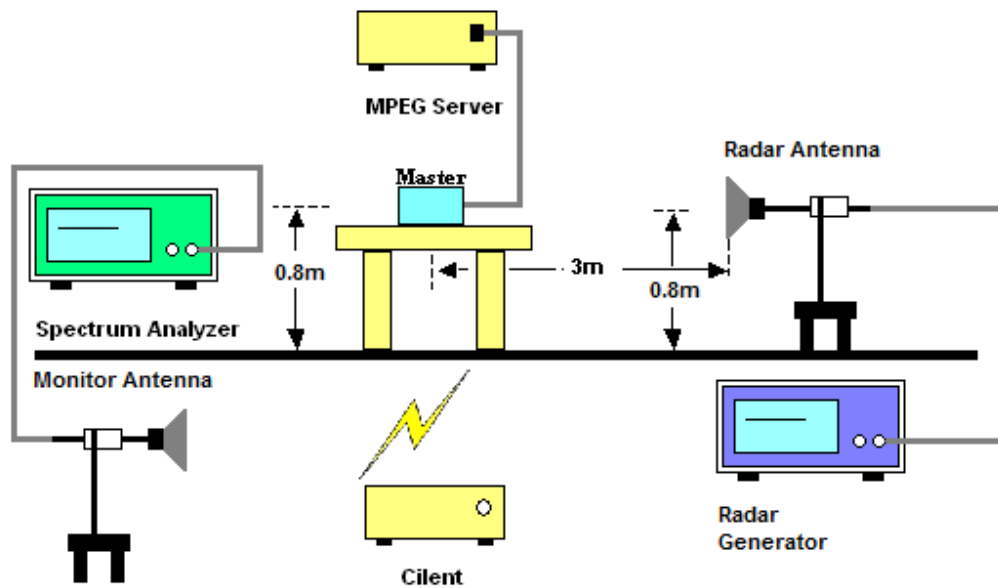 MPEG Server
Radar Antenna
Master
0.8m
3m
0.8m
Spectrum Analyzer
Monitor Antenna
Radar
Generator
Cilent